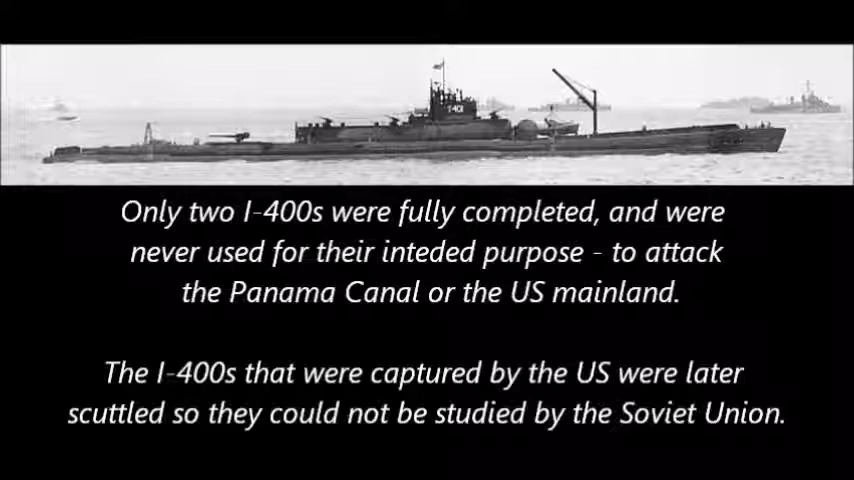 I-401
Only two I-400s were fully completed, and were
never used for their inteded purpose - to attack
the Panama Canal or the US mainland.
The I-400s that were captured by the US were later
scuttled so they could not be studied by the Soviet Union.